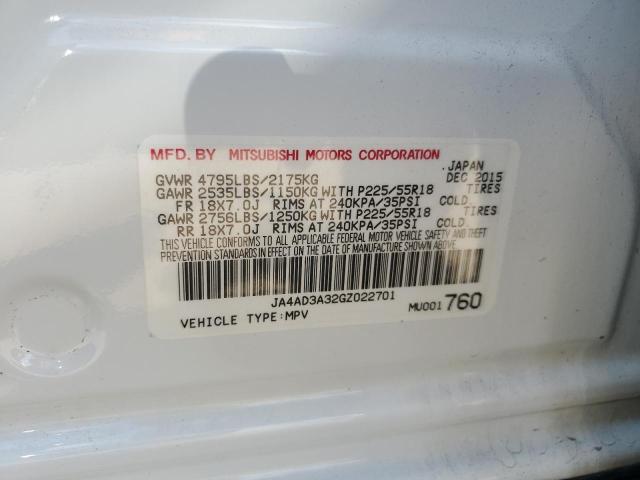 MFD. BY MITSUBISHI MOTORS CORPORATION
JAPAN
GVWR 4795LBS/2175KG DEC 2015
GAWR 2535LBS/1150KG WITH P225/55R18 TIRES
FR 18X7.0J RIMS AT 240KPA/35PSI COLD
GAWR 2756LBS/1250KG WITH P225/55R18 TIRES
RR 18X7.0J RIMS AT 240KPA/35PSI COLD
THIS VEHICLE CONFORMS TO ALL APPLICABLE FEDERAL MOTOR VEHICLE SAFETY AND THEFT
PREVENTION STANDARDS IN EFFECT ON THE DATE OF MANUFACTURE SHOWN ABOVE.
JA4AD3A32GZ022701
VEHICLE TYPE:MPV MU001 760